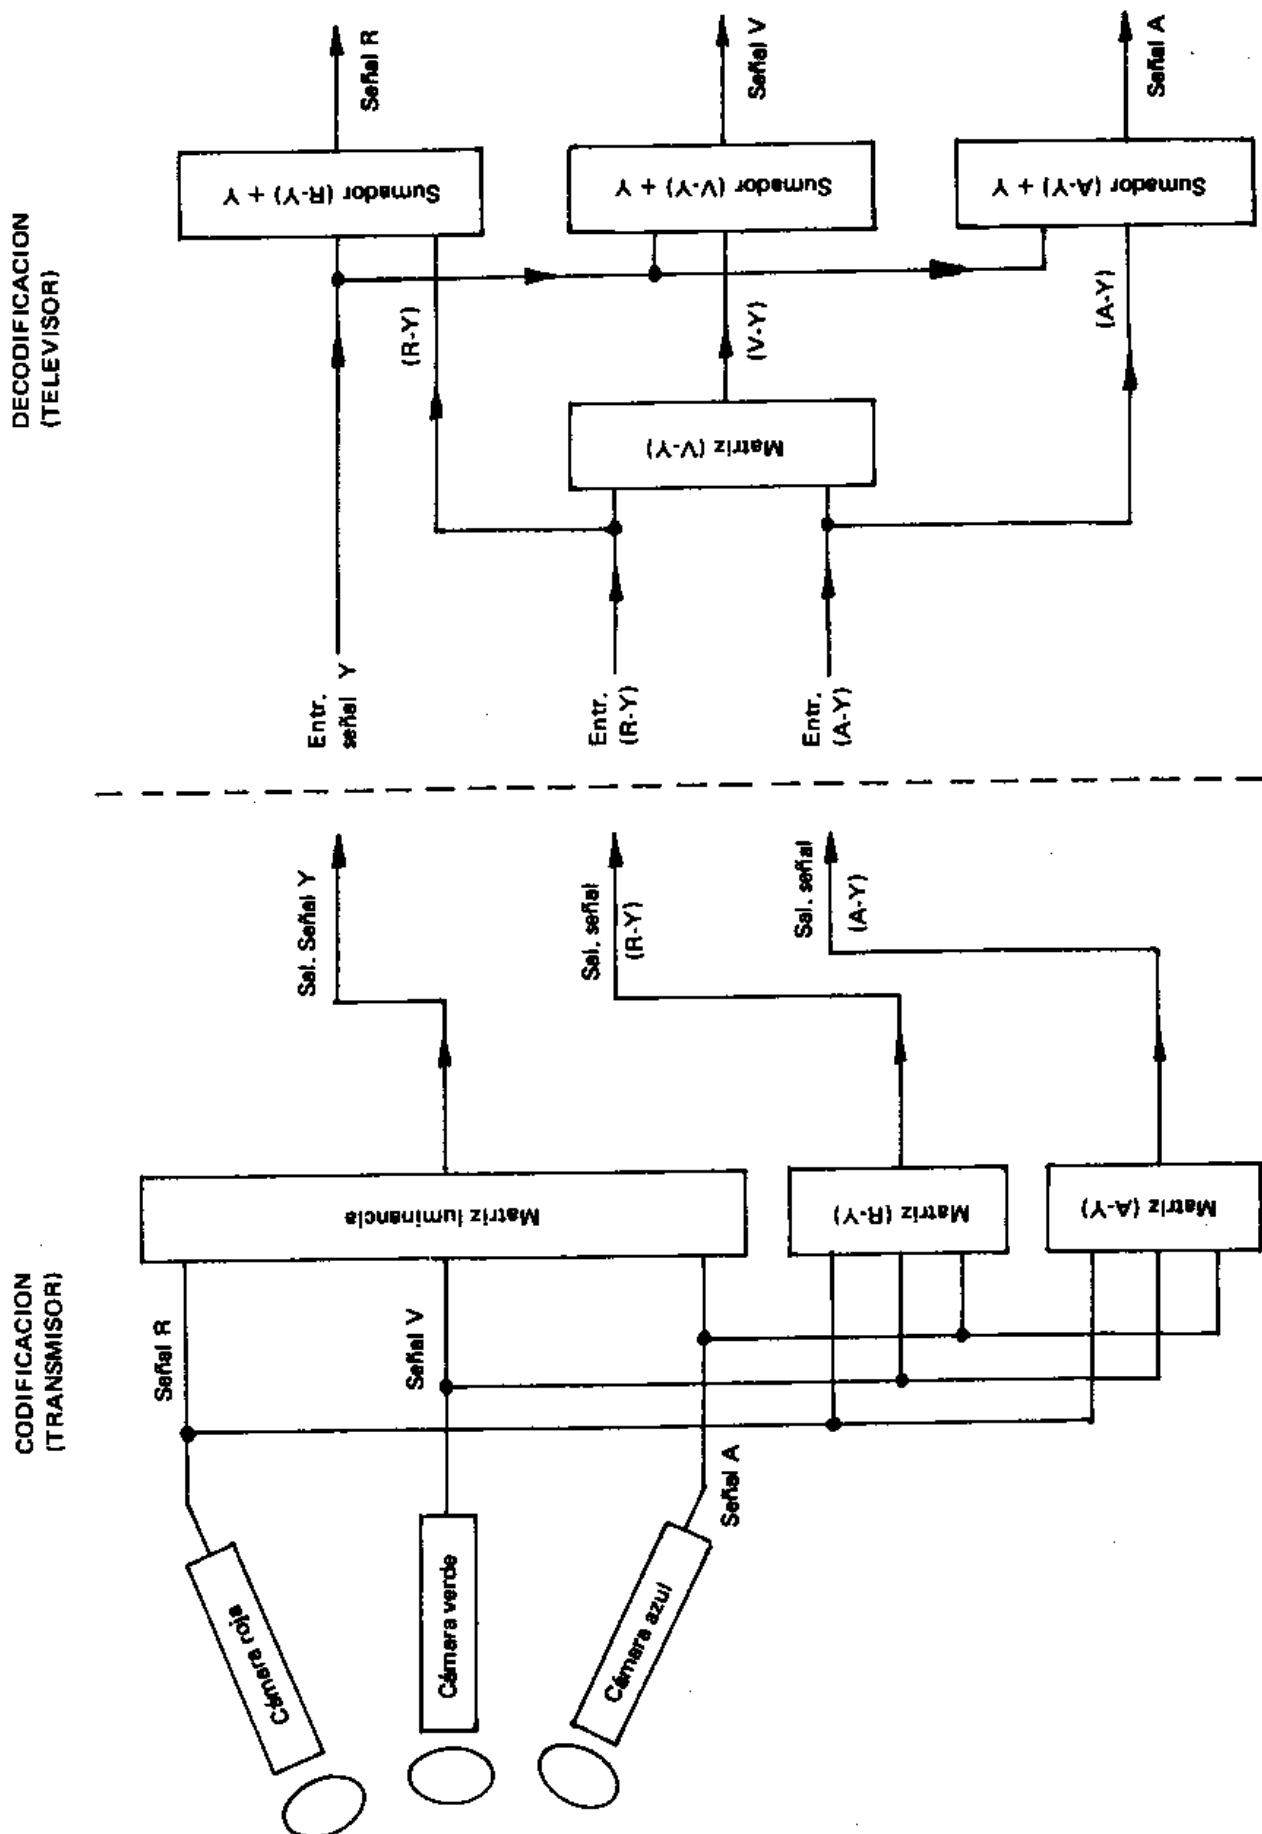 CODIFICACION
(TRANSMISOR)
Cámara roja
Cámara verde
Cámara azul
Señal R
Señal V
Señal A
Matriz luminancia
Matriz (R-Y)
Matriz (A-Y)
Sal. Señal Y
Sal. señal
(R-Y)
Sal. señal
(A-Y)
DECODIFICACION
(TELEVISOR)
Entr.
señal Y
Entr.
(R-Y)
Entr.
(A-Y)
Matriz (V-Y)
(R-Y)
(V-Y)
(A-Y)
Sumador (R-Y) + Y
Sumador (V-Y) + Y
Sumador (A-Y) + Y
Señal R
Señal V
Señal A